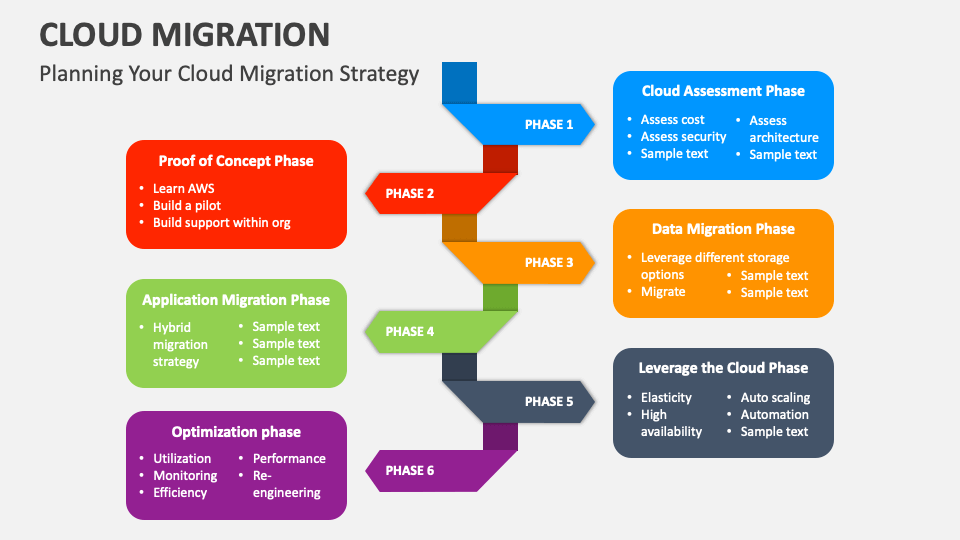 CLOUD MIGRATION
Planning Your Cloud Migration Strategy
PHASE 1
Cloud Assessment Phase
• Assess cost
• Assess security
• Sample text
• Assess
architecture
• Sample text
Proof of Concept Phase
• Learn AWS
• Build a pilot
• Build support within org
PHASE 2
PHASE 3
Data Migration Phase
• Leverage different storage
options
• Migrate
• Sample text
• Sample text
Application Migration Phase
• Hybrid
migration
strategy
• Sample text
• Sample text
• Sample text
PHASE 4
PHASE 5
Leverage the Cloud Phase
• Elasticity
• High
availability
• Auto scaling
• Automation
• Sample text
Optimization phase
• Utilization
• Monitoring
• Efficiency
• Performance
• Re-
engineering
PHASE 6